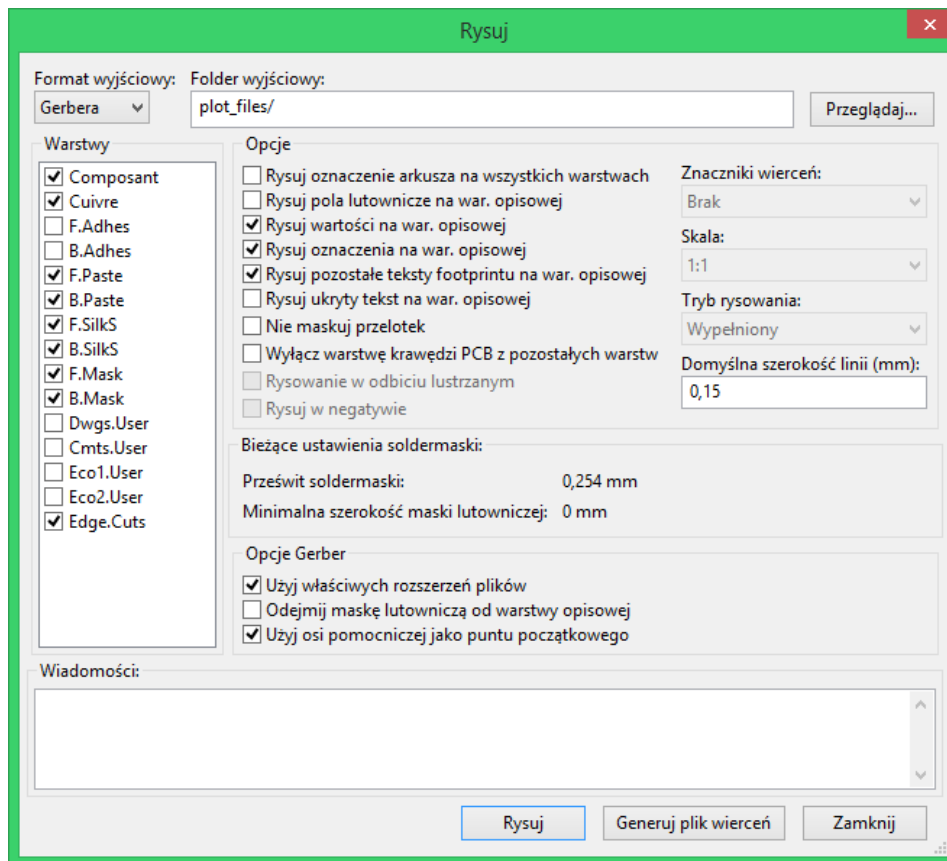 Rysuj
Format wyjściowy:
Folder wyjściowy:
Gerbera
plot_files/
Przeglądaj...
Warstwy
Composant
Cuivre
F.Adhes
B.Adhes
F.Paste
B.Paste
F.SilkS
B.SilkS
F.Mask
B.Mask
Dwgs.User
Cmts.User
Eco1.User
Eco2.User
Edge.Cuts
Opcje
Rysuj oznaczenie arkusza na wszystkich warstwach
Rysuj pola lutownicze na war. opisowej
Rysuj wartości na war. opisowej
Rysuj oznaczenia na war. opisowej
Rysuj pozostałe teksty footprintu na war. opisowej
Rysuj ukryty tekst na war. opisowej
Nie maskuj przelotek
Wyłącz warstwę krawędzi PCB z pozostałych warstw
Rysowanie w odbiciu lustrzanym
Rysuj w negatywie
Znaczniki wierceń:
Brak
Skala:
1:1
Tryb rysowania:
Wypełniony
Domyślna szerokość linii (mm):
0,15
Bieżące ustawienia soldermaski:
Prześwit soldermaski: 0,254 mm
Minimalna szerokość maski lutowniczej: 0 mm
Opcje Gerber
Użyj właściwych rozszerzeń plików
Odejmij maskę lutowniczą od warstwy opisowej
Użyj osi pomocniczej jako puntu początkowego
Wiadomości:
Rysuj
Generuj plik wierceń
Zamknij